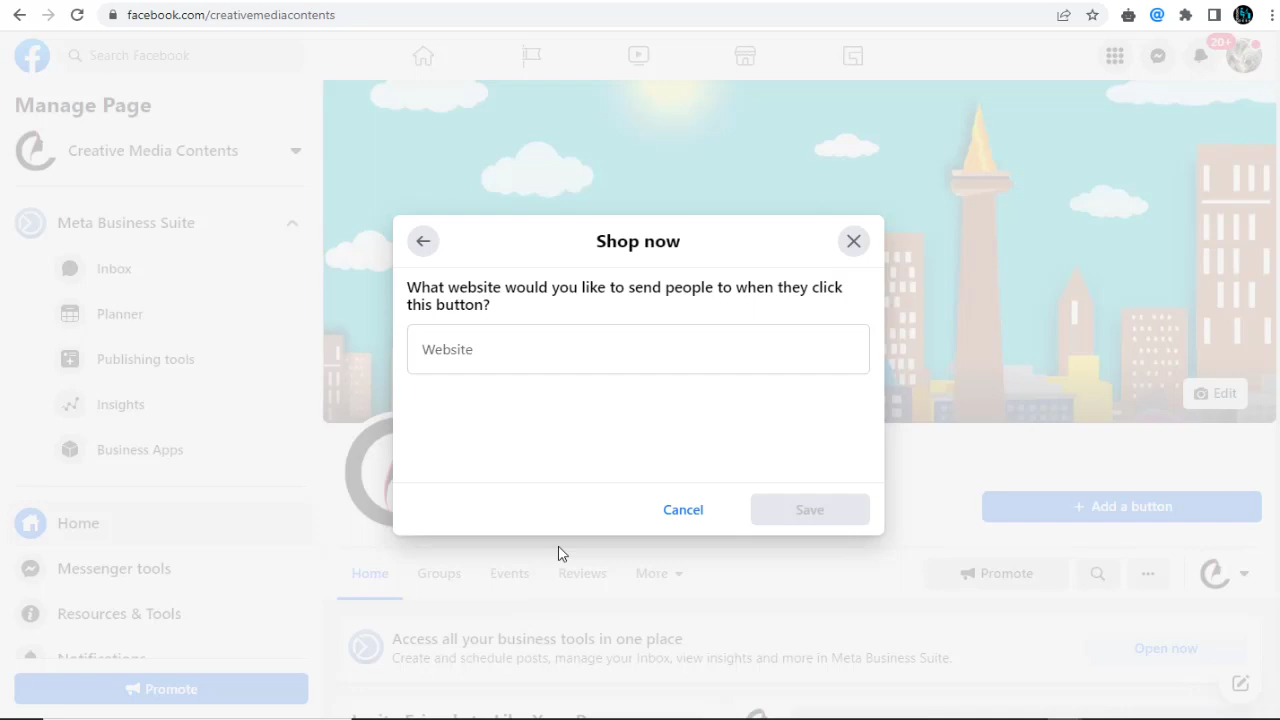 facebook.com/creativemediacontents
Search Facebook
20+
Manage Page
Creative Media Contents
Meta Business Suite
Inbox
Planner
Publishing tools
Insights
Business Apps
Home
Messenger tools
Resources & Tools
Notifications
Promote
Shop now
What website would you like to send people to when they click
this button?
Website
Cancel
Save
Edit
+ Add a button
Home
Groups
Events
Reviews
More
Promote
Access all your business tools in one place
Create and schedule posts, manage your Inbox, view insights and more in Meta Business Suite.
Open now